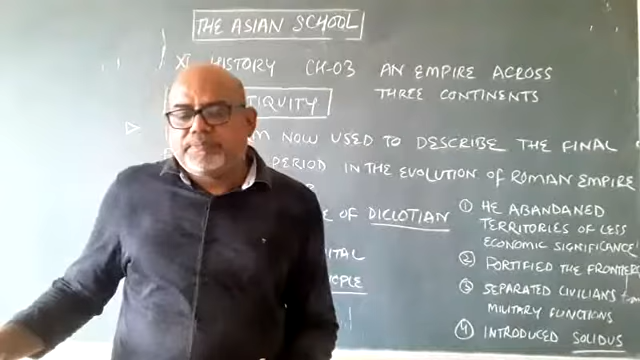 THE ASIAN SCHOOL
XI HISTORY CH-03 AN EMPIRE ACROSS
THREE CONTINENTS
TIQUITY
NOW USED TO DESCRIBE THE FINAL
PERIOD IN THE EVOLUTION OF ROMAN EMPIRE
OF DICLOTIAN
① HE ABANDANED
TERRITORIES OF LESS
ECONOMIC SIGNIFICANCE
② FORTIFIED THE FRONTIERS
③ SEPARATED CIVILIANS
MILITARY FUNCTIONS
④ INTRODUCED SOLIDUS